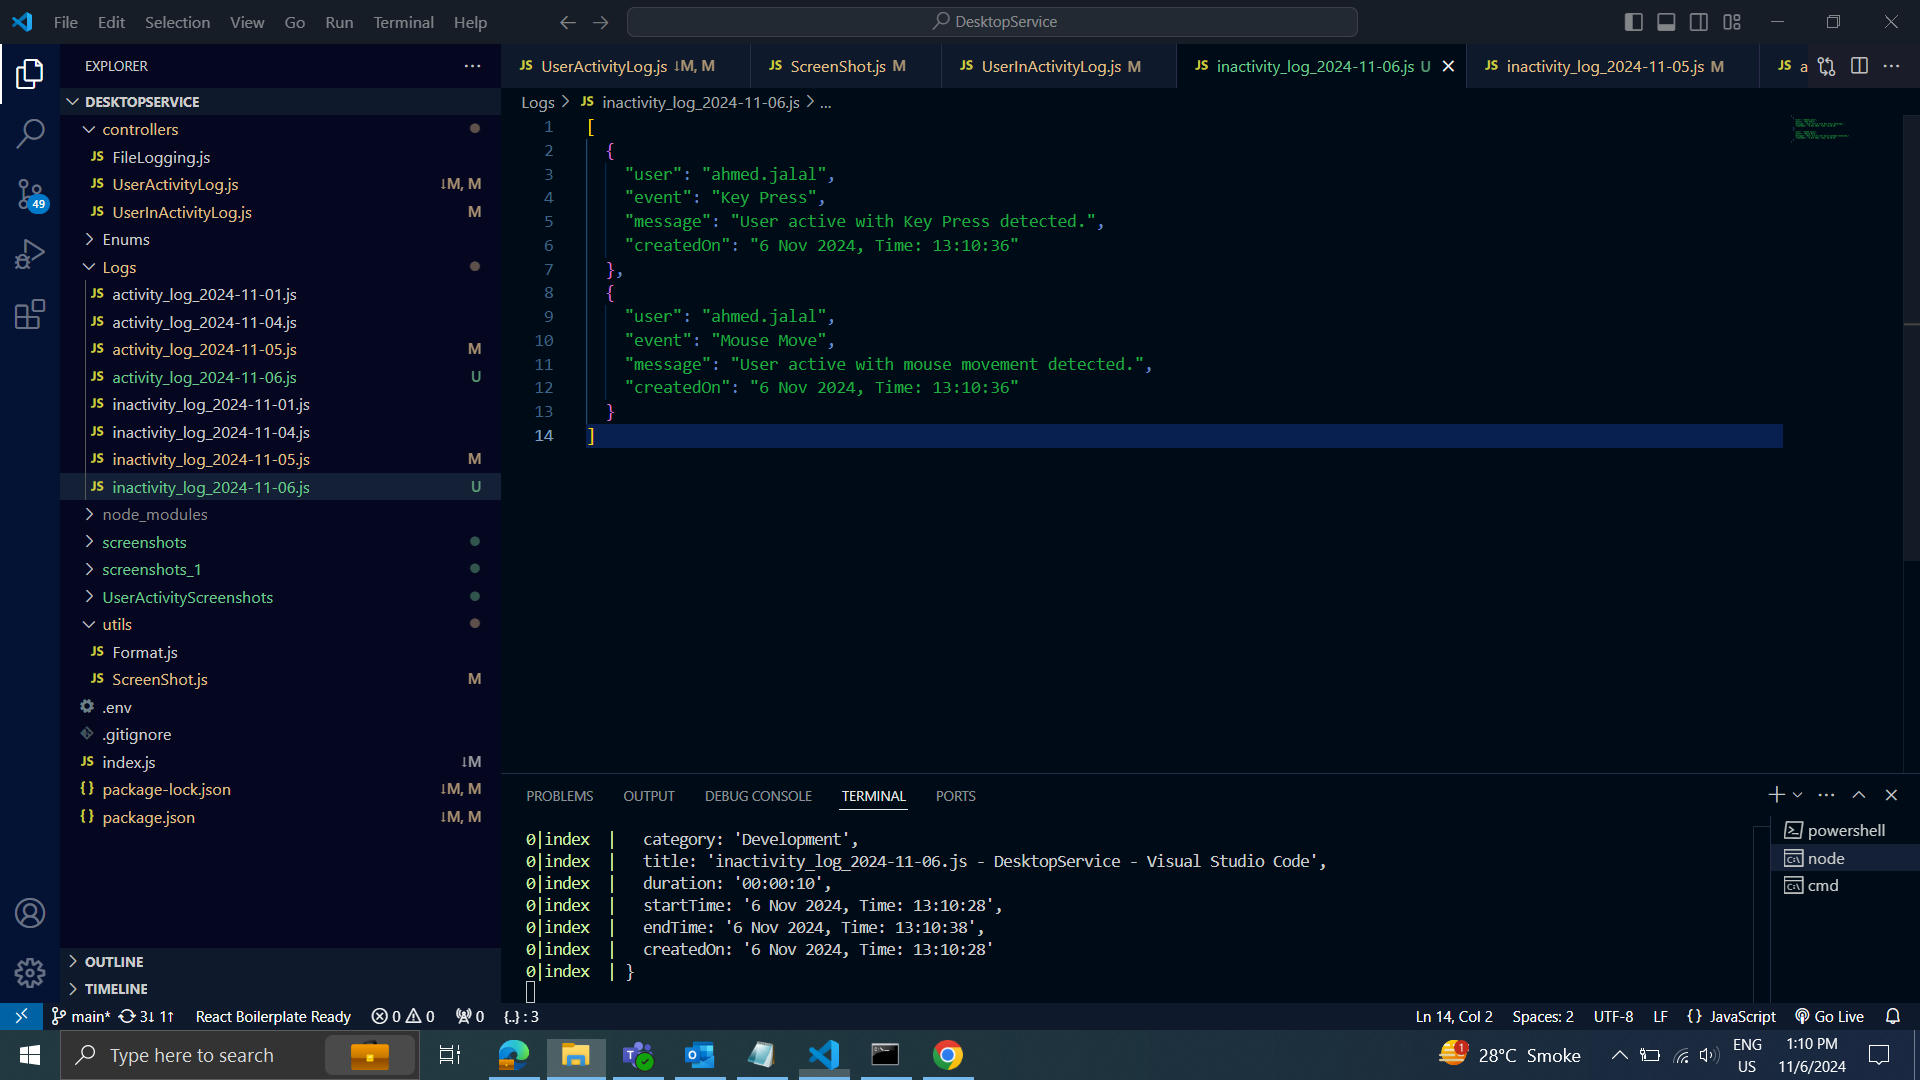 File Edit Selection View Go Run Terminal Help
DesktopService
EXPLORER
DESKTOPSERVICE
controllers
JS FileLogging.js
JS UserActivityLog.js ↓M, M
JS UserInActivityLog.js M
Enums
Logs
JS activity_log_2024-11-01.js
JS activity_log_2024-11-04.js
JS activity_log_2024-11-05.js M
JS activity_log_2024-11-06.js U
JS inactivity_log_2024-11-01.js
JS inactivity_log_2024-11-04.js
JS inactivity_log_2024-11-05.js M
JS inactivity_log_2024-11-06.js U
node_modules
screenshots
screenshots_1
UserActivityScreenshots
utils
JS Format.js
JS ScreenShot.js M
.env
.gitignore
JS index.js ↓M
{} package-lock.json ↓M, M
{} package.json ↓M, M
OUTLINE
TIMELINE
49
JS UserActivityLog.js ↓M, M JS ScreenShot.js M JS UserInActivityLog.js M JS inactivity_log_2024-11-06.js U JS inactivity_log_2024-11-05.js M JS a
Logs > JS inactivity_log_2024-11-06.js > ...
1 [
2 {
3 "user": "ahmed.jalal",
4 "event": "Key Press",
5 "message": "User active with Key Press detected.",
6 "createdOn": "6 Nov 2024, Time: 13:10:36"
7 },
8 {
9 "user": "ahmed.jalal",
10 "event": "Mouse Move",
11 "message": "User active with mouse movement detected.",
12 "createdOn": "6 Nov 2024, Time: 13:10:36"
13 }
14 ]
PROBLEMS OUTPUT DEBUG CONSOLE TERMINAL PORTS
0|index | category: 'Development',
0|index | title: 'inactivity_log_2024-11-06.js - DesktopService - Visual Studio Code',
0|index | duration: '00:00:10',
0|index | startTime: '6 Nov 2024, Time: 13:10:28',
0|index | endTime: '6 Nov 2024, Time: 13:10:38',
0|index | createdOn: '6 Nov 2024, Time: 13:10:28'
0|index | }
powershell
node
cmd
main* 3↓ 1↑ React Boilerplate Ready 0 0 0 {..} : 3 Ln 14, Col 2 Spaces: 2 UTF-8 LF {} JavaScript Go Live
Type here to search
1
28°C Smoke
ENG
US
1:10 PM
11/6/2024